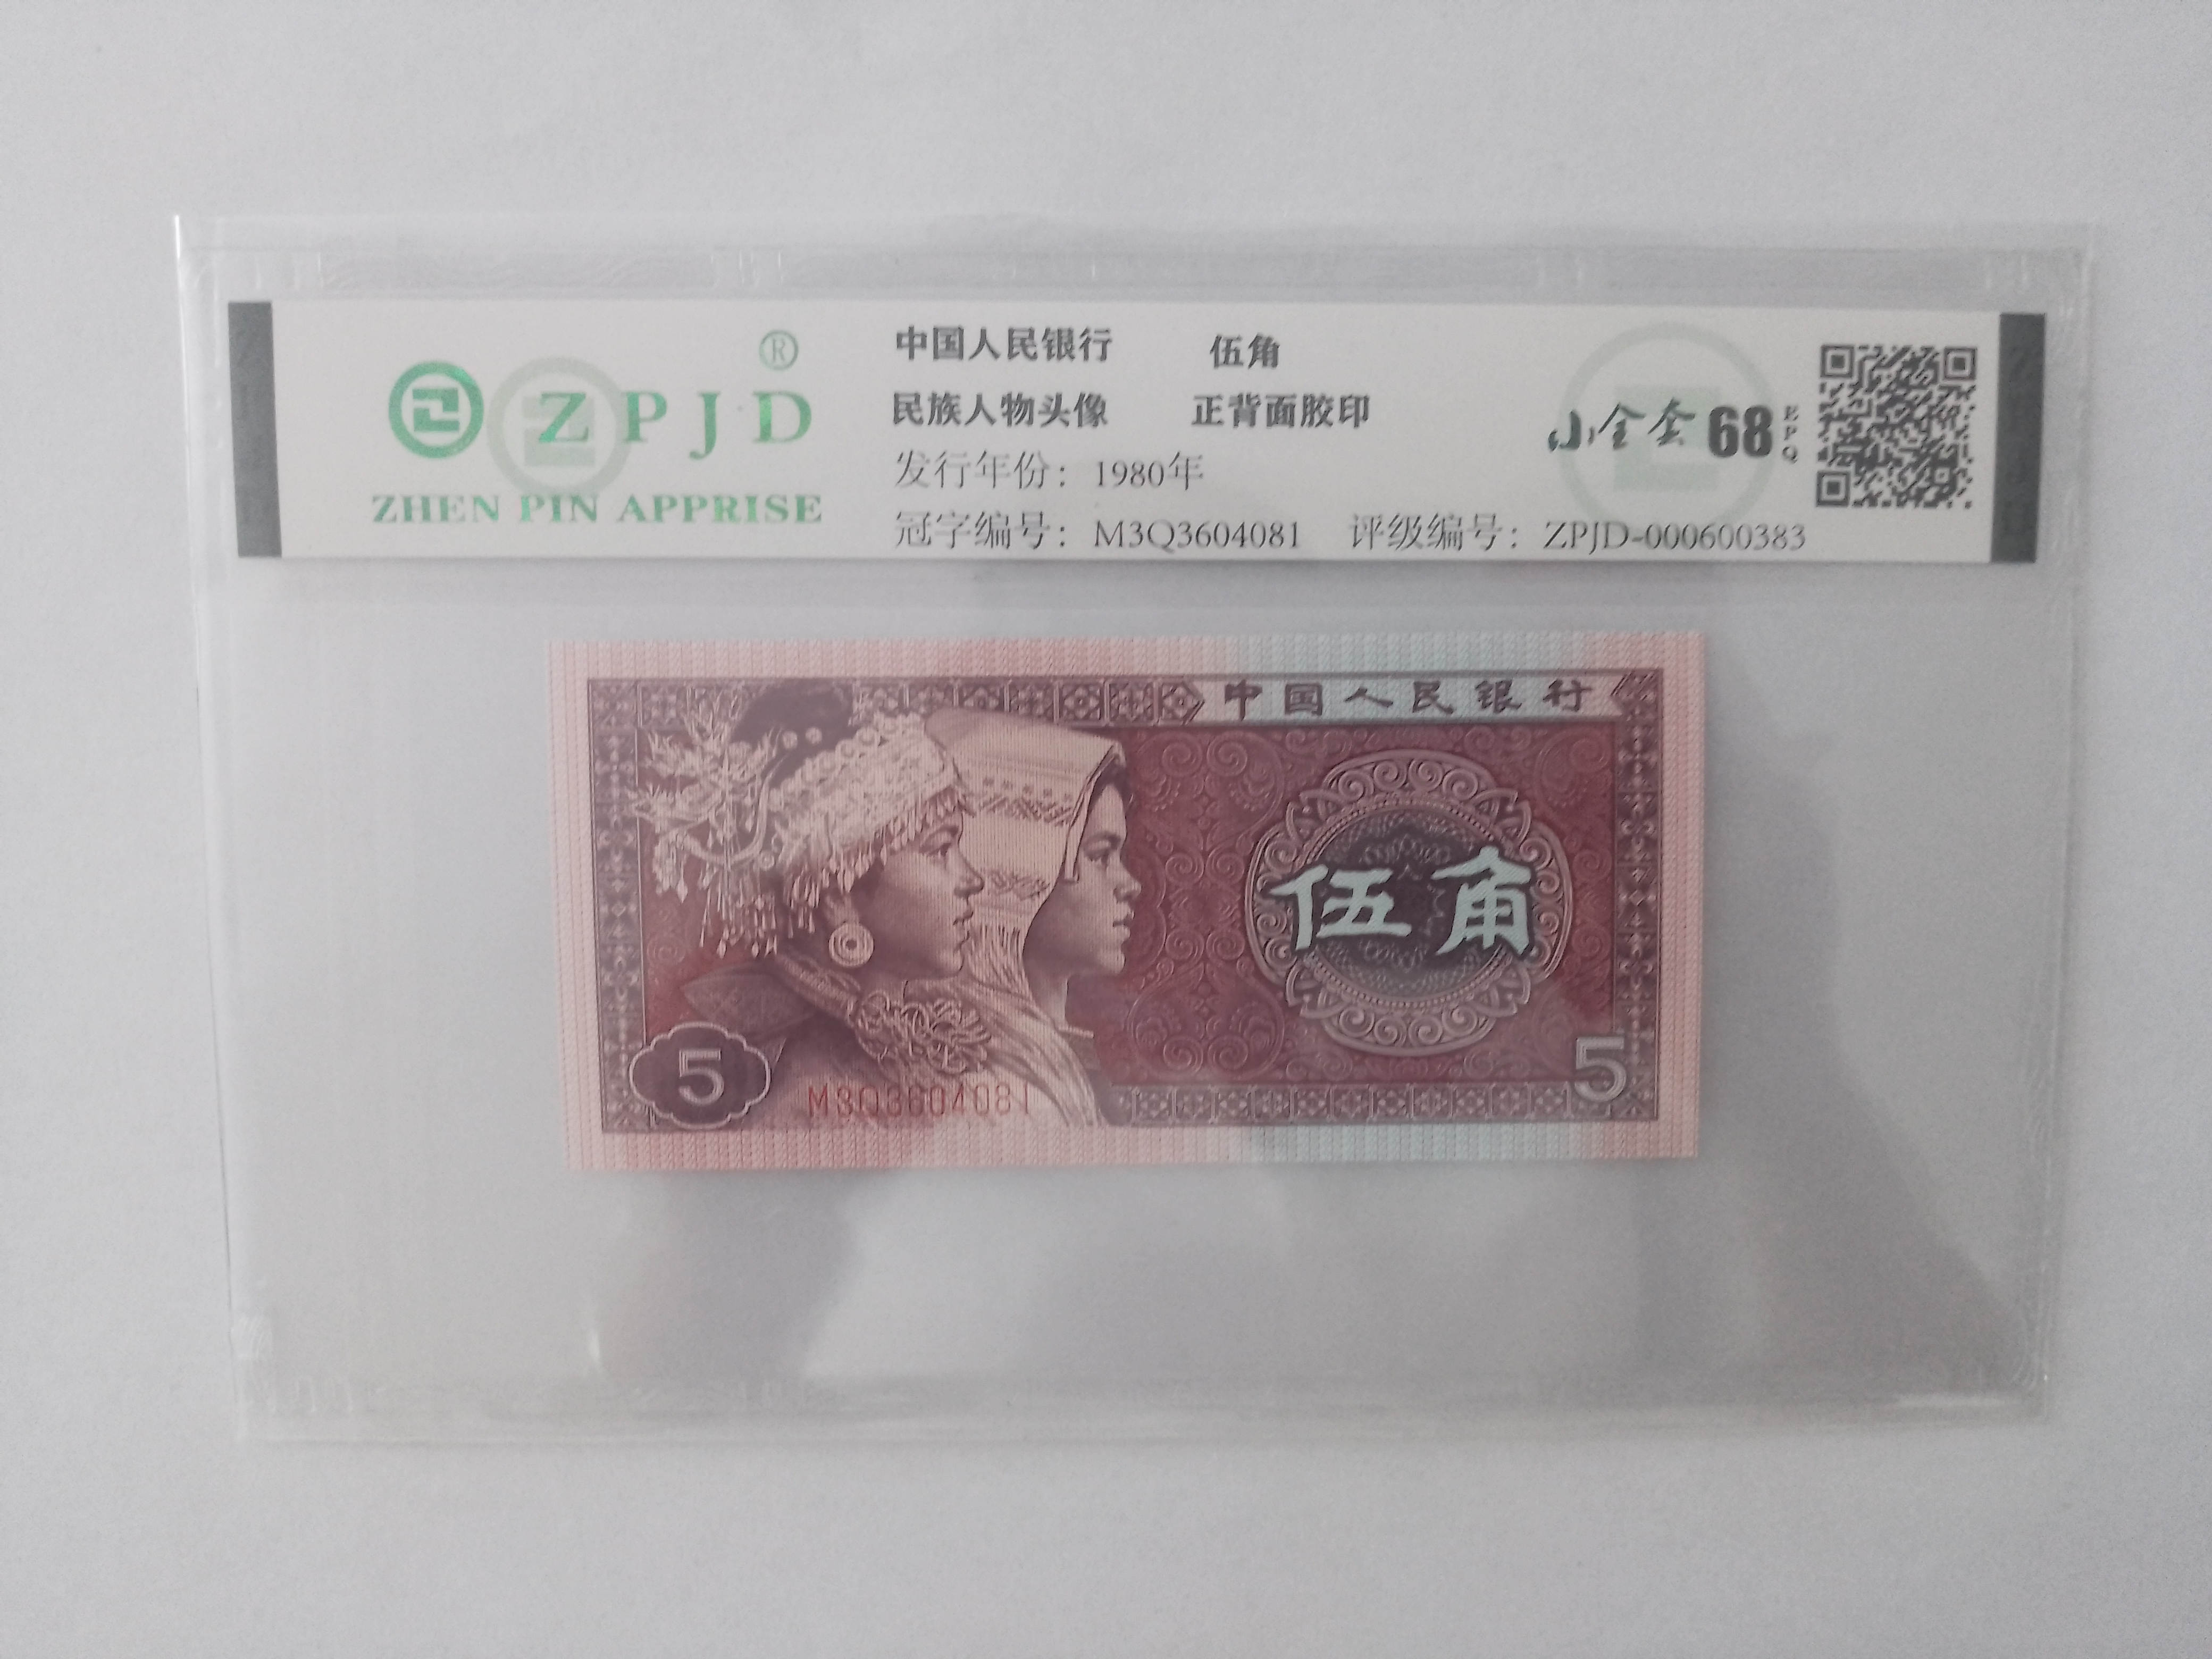 ®
ZPJD
ZHEN PIN APPRISE
中国人民银行 伍角
民族人物头像 正背面胶印
发行年份：1980年
冠字编号：M3Q3604081 评级编号：ZPJD-000600383
小全套 68 EPQ
中国人民银行
伍角
5
M3Q3604081
5